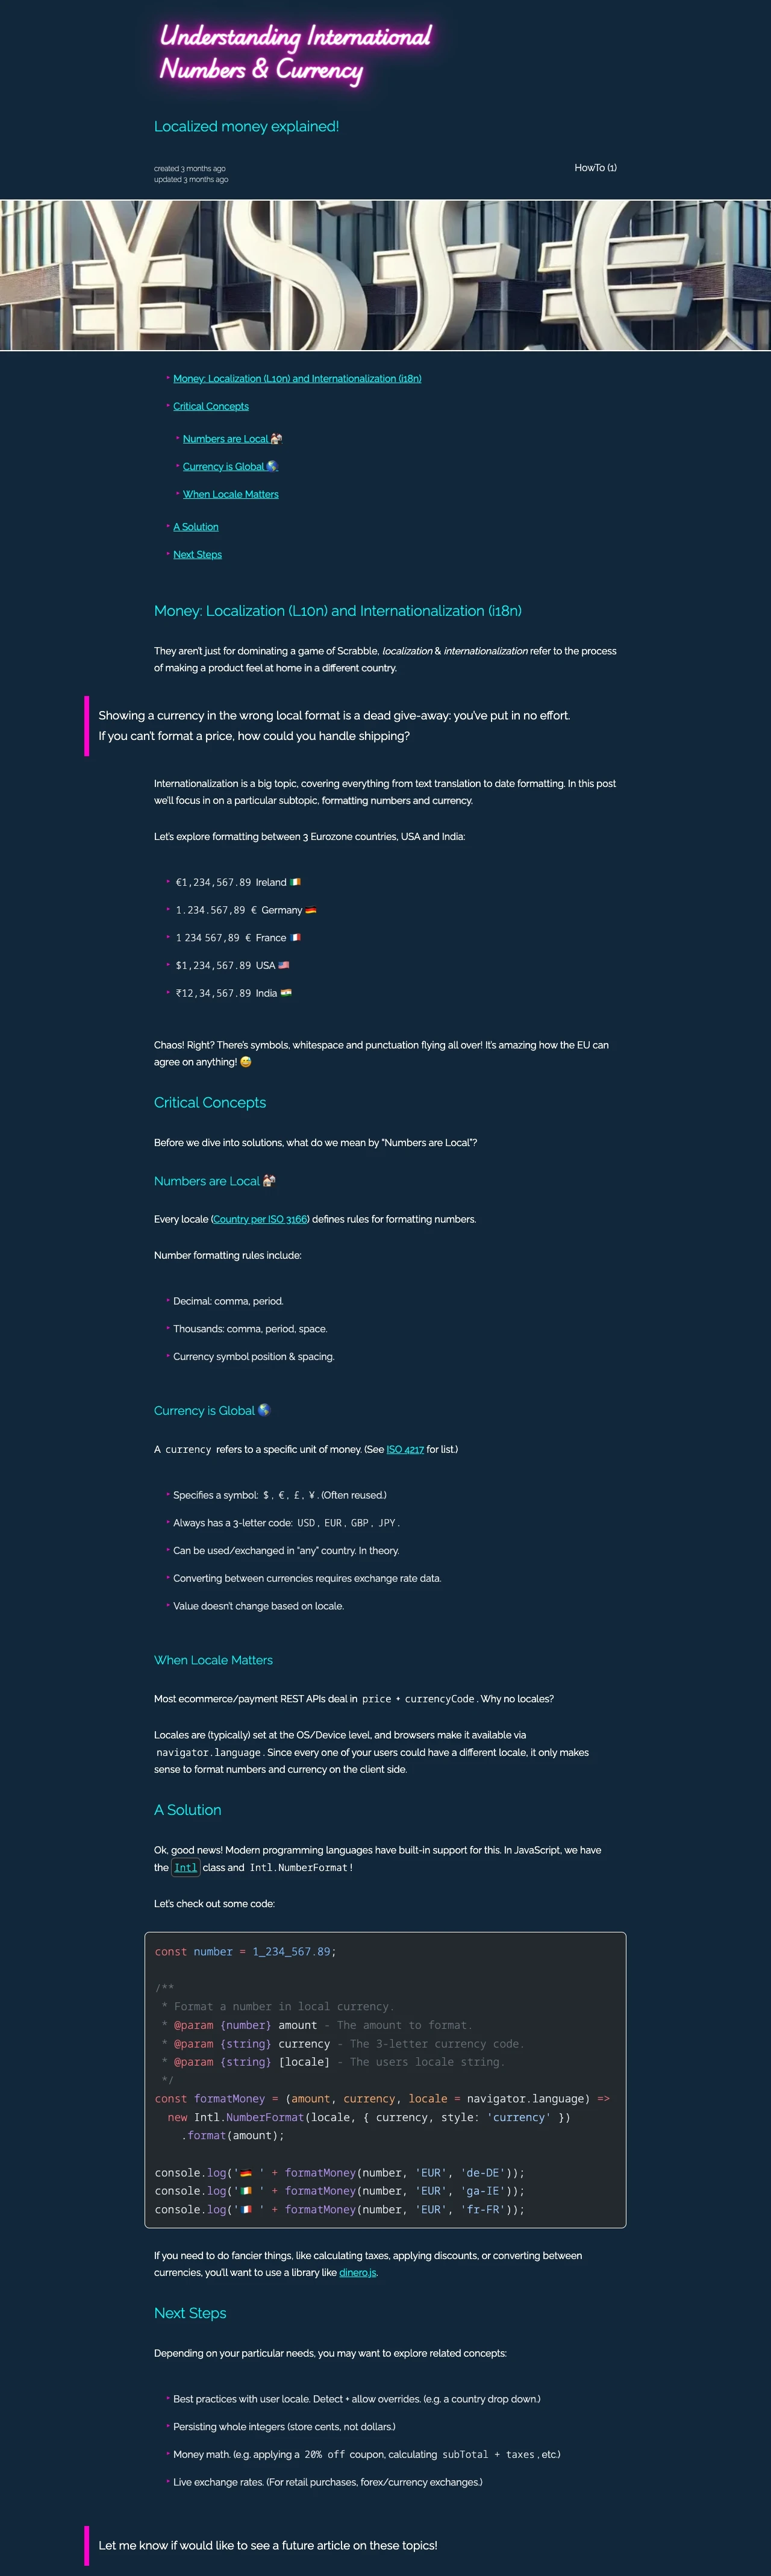 Understanding International
Numbers & Currency
Localized money explained!
created 3 months ago
updated 3 months ago
HowTo (1)
¥ $ £ €
Money: Localization (L10n) and Internationalization (i18n)
Critical Concepts
Numbers are Local 🏘️
Currency is Global 🌎
When Locale Matters
A Solution
Next Steps
Money: Localization (L10n) and Internationalization (i18n)
They aren't just for dominating a game of Scrabble, localization & internationalization refer to the process
of making a product feel at home in a different country.
Showing a currency in the wrong local format is a dead give-away: you've put in no effort.
If you can't format a price, how could you handle shipping?
Internationalization is a big topic, covering everything from text translation to date formatting. In this post
we'll focus in on a particular subtopic, formatting numbers and currency.
Let's explore formatting between 3 Eurozone countries, USA and India:
€1,234,567.89 Ireland 🇮🇪
1.234.567,89 € Germany 🇩🇪
1 234 567,89 € France 🇫🇷
$1,234,567.89 USA 🇺🇸
₹12,34,567.89 India 🇮🇳
Chaos! Right? There's symbols, whitespace and punctuation flying all over! It's amazing how the EU can
agree on anything! 😅
Critical Concepts
Before we dive into solutions, what do we mean by "Numbers are Local"?
Numbers are Local 🏘️
Every locale (Country per ISO 3166) defines rules for formatting numbers.
Number formatting rules include:
Decimal: comma, period.
Thousands: comma, period, space.
Currency symbol position & spacing.
Currency is Global 🌎
A currency refers to a specific unit of money. (See ISO 4217 for list.)
Specifies a symbol: $, €, £, ¥. (Often reused.)
Always has a 3-letter code: USD, EUR, GBP, JPY.
Can be used/exchanged in “any” country. In theory.
Converting between currencies requires exchange rate data.
Value doesn't change based on locale.
When Locale Matters
Most ecommerce/payment REST APIs deal in price + currencyCode. Why no locales?
Locales are (typically) set at the OS/Device level, and browsers make it available via
navigator.language. Since every one of your users could have a different locale, it only makes
sense to format numbers and currency on the client side.
A Solution
Ok, good news! Modern programming languages have built-in support for this. In JavaScript, we have
the Intl class and Intl.NumberFormat!
Let's check out some code:
const number = 1_234_567.89;
/**
* Format a number in local currency.
* @param {number} amount - The amount to format.
* @param {string} currency - The 3-letter currency code.
* @param {string} [locale] - The users locale string.
*/
const formatMoney = (amount, currency, locale = navigator.language) =>
new Intl.NumberFormat(locale, { currency, style: 'currency' })
.format(amount);
console.log('🇩🇪 ' + formatMoney(number, 'EUR', 'de-DE'));
console.log('🇮🇪 ' + formatMoney(number, 'EUR', 'ga-IE'));
console.log('🇫🇷 ' + formatMoney(number, 'EUR', 'fr-FR'));
If you need to do fancier things, like calculating taxes, applying discounts, or converting between
currencies, you'll want to use a library like dinero.js.
Next Steps
Depending on your particular needs, you may want to explore related concepts:
Best practices with user locale. Detect + allow overrides. (e.g. a country drop down.)
Persisting whole integers (store cents, not dollars.)
Money math. (e.g. applying a 20% off coupon, calculating subTotal + taxes, etc.)
Live exchange rates. (For retail purchases, forex/currency exchanges.)
Let me know if would like to see a future article on these topics!